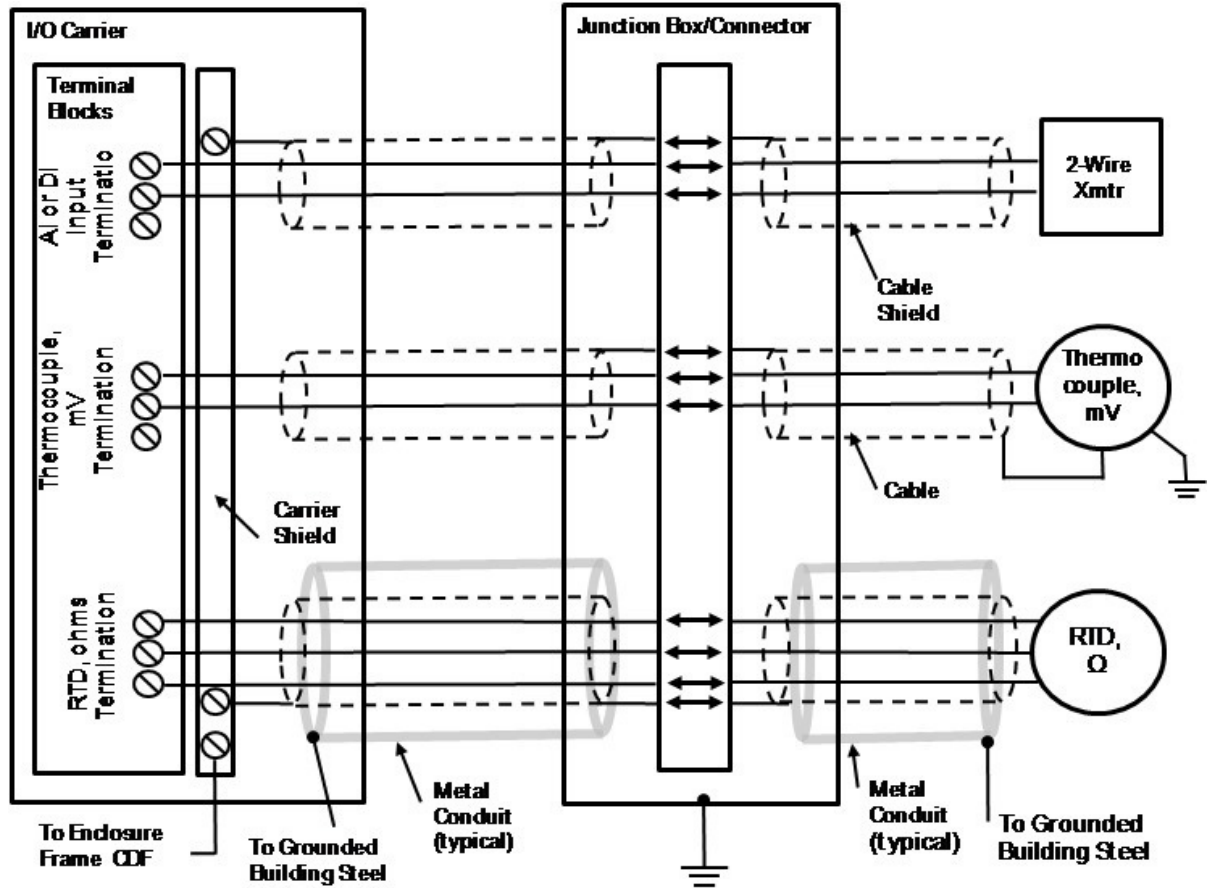 I/O Carrier
Junction Box/Connector
Terminal
Blocks
AI or DI
Input
Terminatio
2-Wire
Xmtr
Cable
Shield
Thermocouple,
mV
Termination
Thermo
couple,
mV
Cable
Carrier
Shield
RTD, ohms
Termination
RTD,
Ω
Metal
Conduit
(typical)
Metal
Conduit
(typical)
To Enclosure
Frame CDF
To Grounded
Building Steel
To Grounded
Building Steel